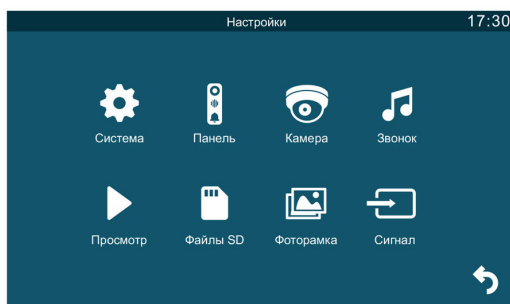 Настройки 17:30
Система Панель Камера Звонок
Просмотр Файлы SD Фоторамка Сигнал